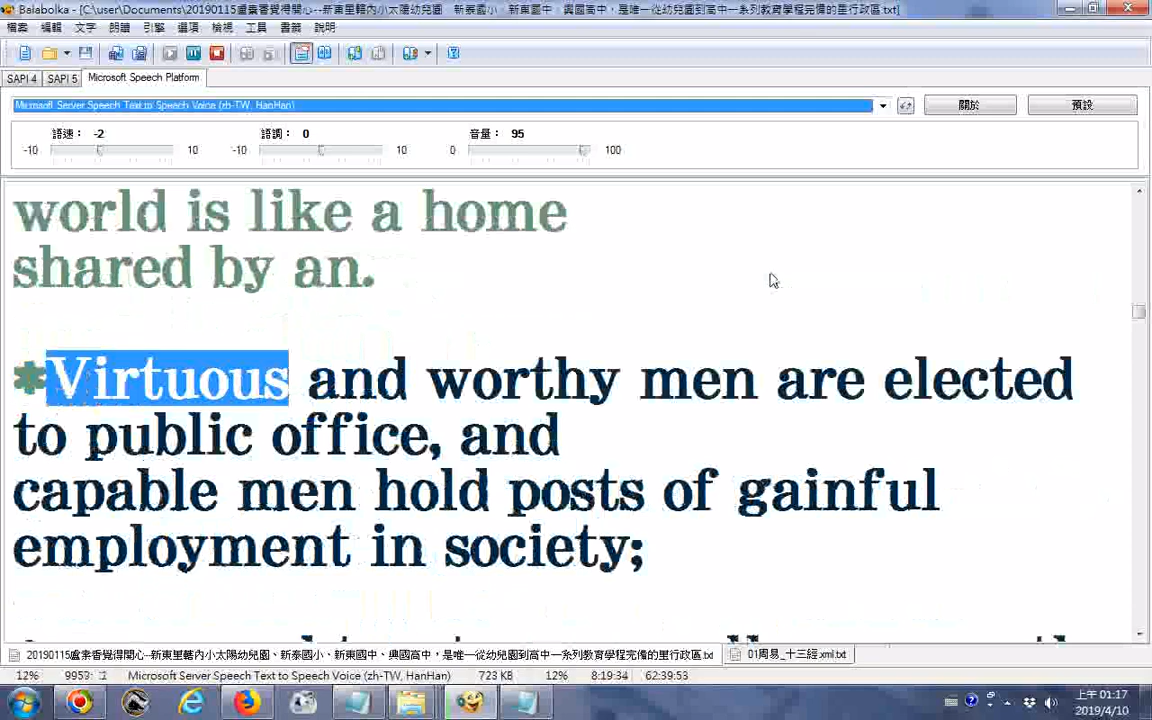 Balabolka - [C:\user\Documents\20190115盧素香覺得開心--新東里轄內小太陽幼兒園、新泰國小、新東國中、興國高中，是唯一從幼兒園到高中一系列教育學程完備的里行政區.txt]
檔案 編輯 文字 朗讀 引擎 選項 檢視 工具 書籤 說明
SAPI 4 SAPI 5 Microsoft Speech Platform
Microsoft Server Speech Text to Speech Voice (zh-TW, HanHan) 關於 預設
語速： -2 語調： 0 音量： 95
-10 10 -10 10 0 100
world is like a home
shared by an.
*Virtuous and worthy men are elected
to public office, and
capable men hold posts of gainful
employment in society;
20190115盧素香覺得開心--新東里轄內小太陽幼兒園、新泰國小、新東國中、興國高中，是唯一從幼兒園到高中一系列教育學程完備的里行政區.txt 01周易_十三經.xml.txt
12% Microsoft Server Speech Text to Speech Voice (zh-TW, HanHan) 723 KB 12% 8:19:34 62:39:53
上午 01:17
2019/4/10